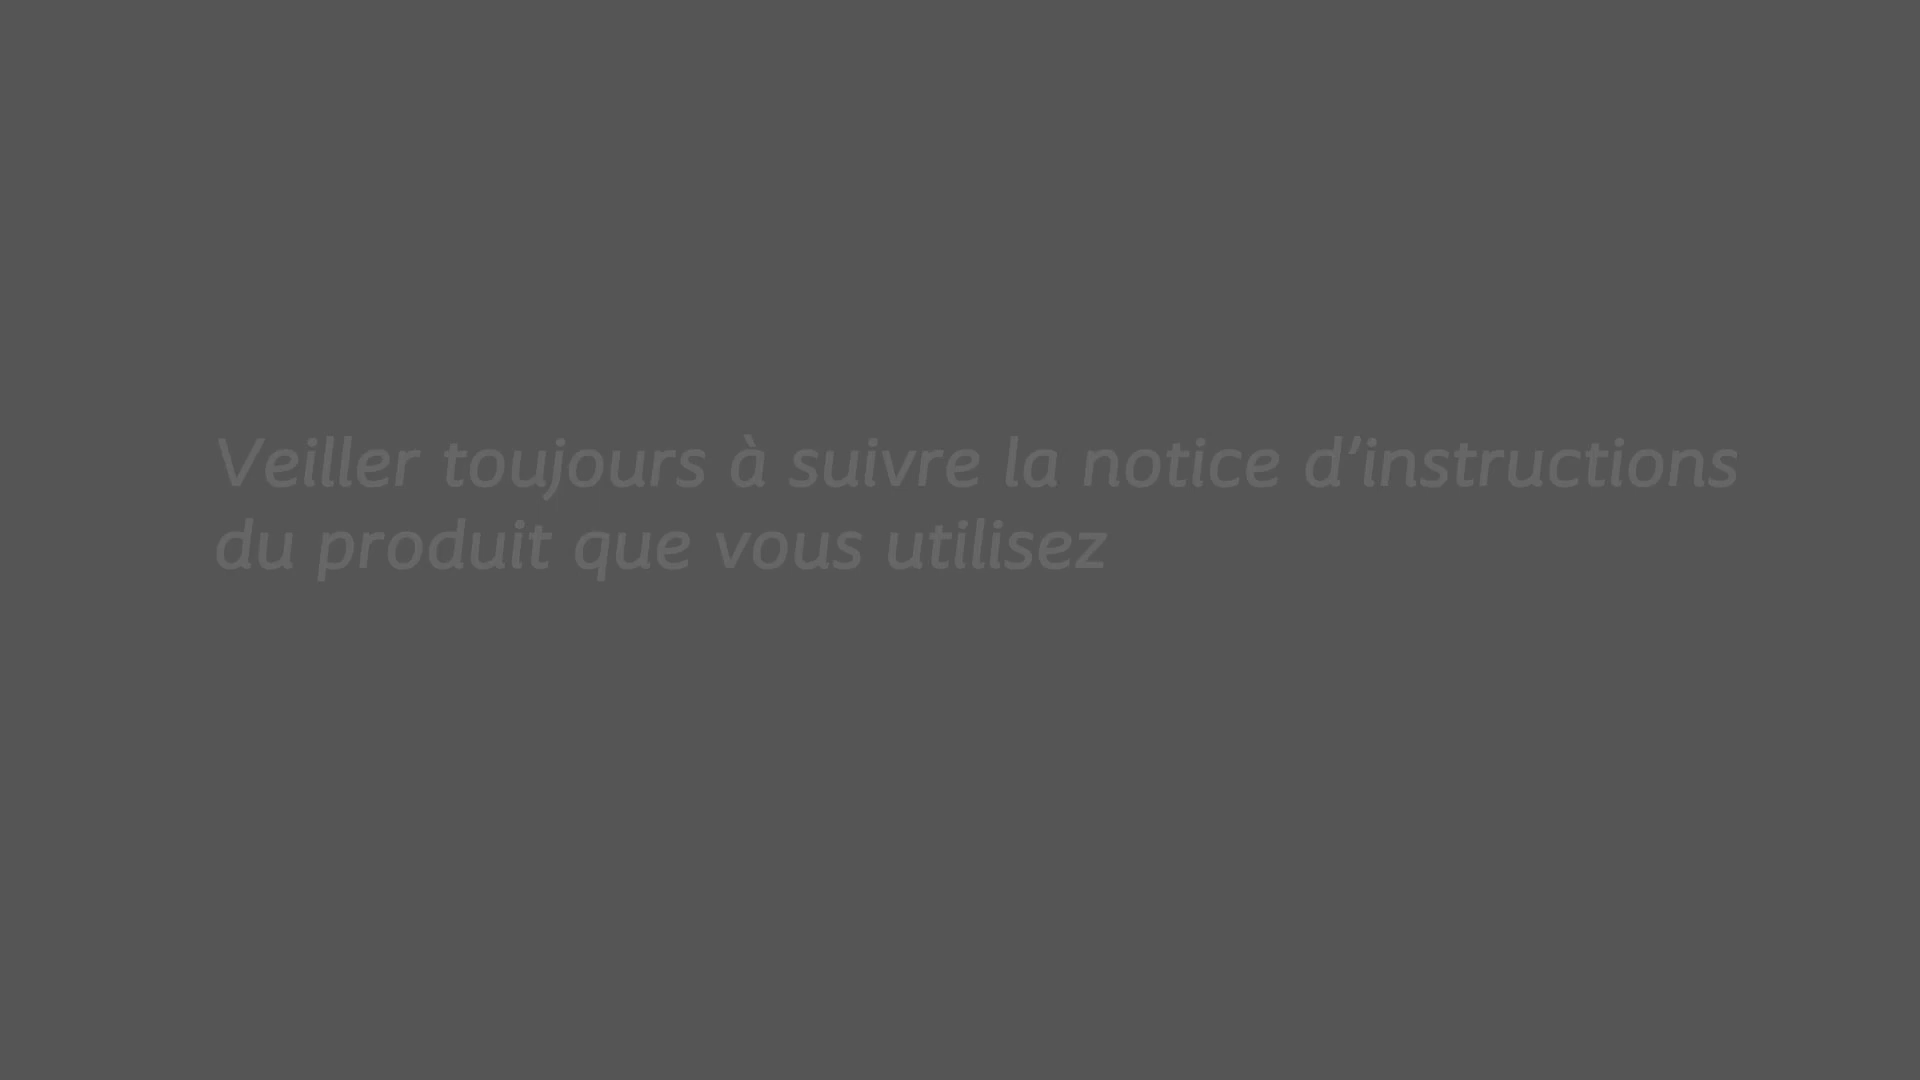 Veiller toujours à suivre la notice d’instructions
du produit que vous utilisez